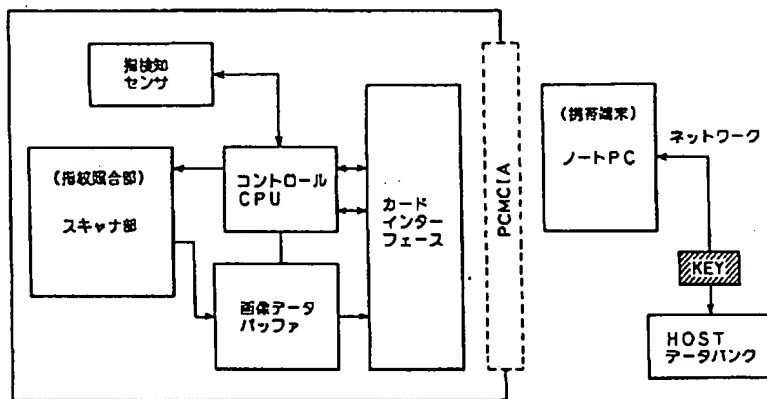 指検知
センサ
(指紋照合部)
スキャナ部
コントロール
CPU
画像データ
バッファ
カード
インター
フェース
PCMCIA
(携帯端末)
ノートPC
ネットワーク
KEY
HOST
データバンク